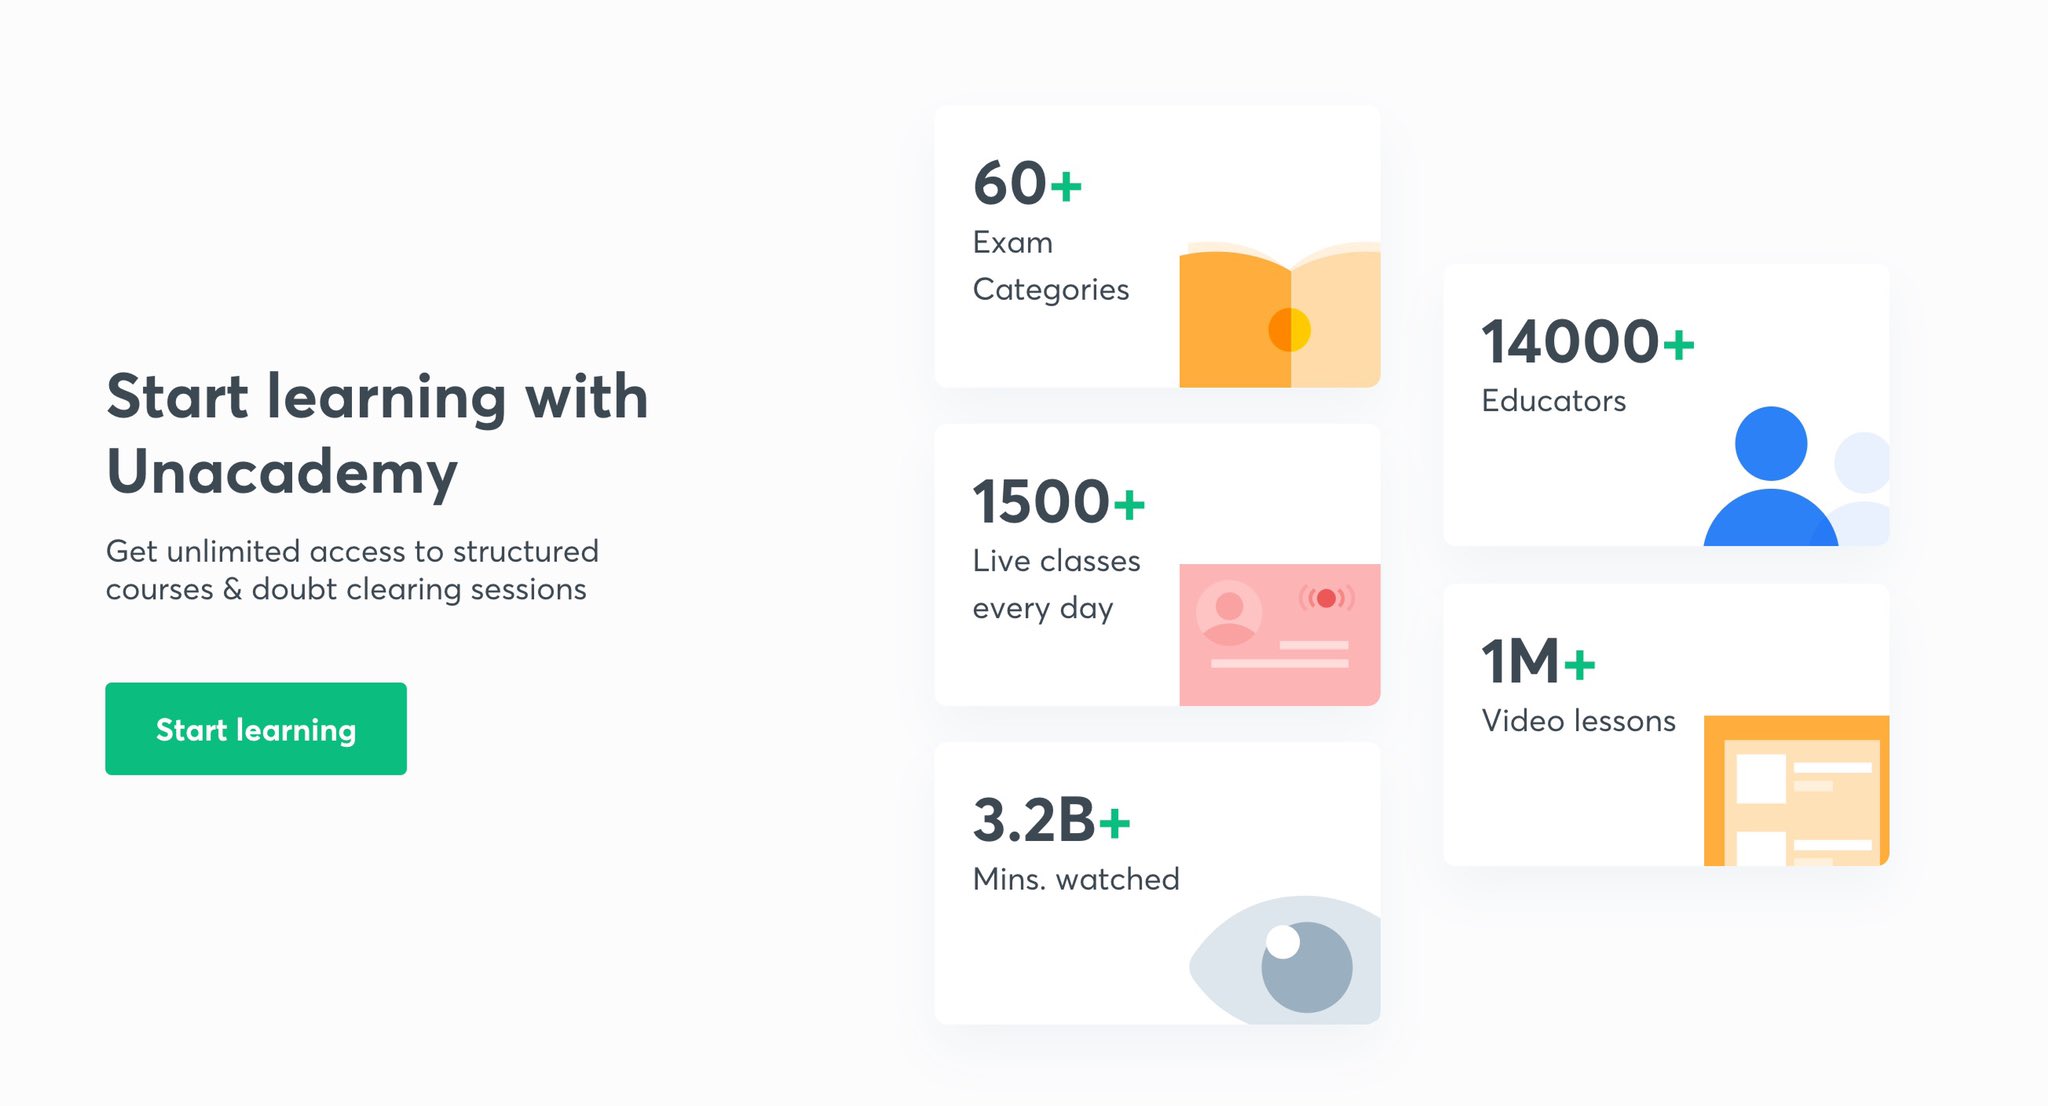 Start learning with
Unacademy
Get unlimited access to structured
courses & doubt clearing sessions
Start learning
60+
Exam
Categories
1500+
Live classes
every day
3.2B+
Mins. watched
14000+
Educators
1M+
Video lessons